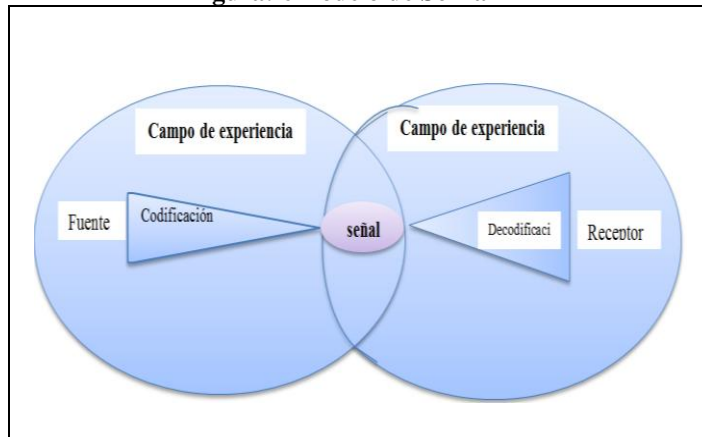 Campo de experiencia
Campo de experiencia
Fuente
Codificación
señal
Decodificaci
Receptor